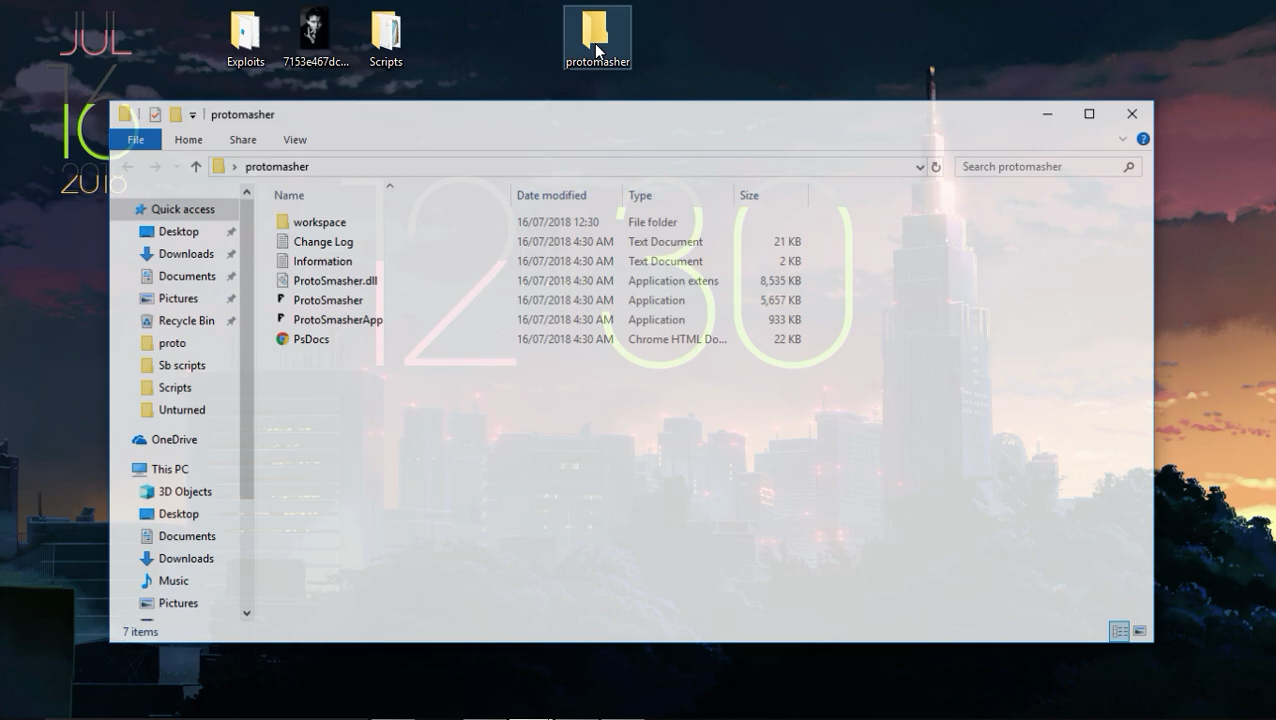 JUL
16
2018
Exploits
7153e467dc...
Scripts
protomasher
protomasher
File
Home
Share
View
protomasher
Search protomasher
12 30
Name
Date modified
Type
Size
workspace 16/07/2018 12:30 File folder
Change Log 16/07/2018 4:30 AM Text Document 21 KB
Information 16/07/2018 4:30 AM Text Document 2 KB
ProtoSmasher.dll 16/07/2018 4:30 AM Application extens 8,535 KB
ProtoSmasher 16/07/2018 4:30 AM Application 5,657 KB
ProtoSmasherApp 16/07/2018 4:30 AM Application 933 KB
PsDocs 16/07/2018 4:30 AM Chrome HTML Do... 22 KB
Quick access
Desktop
Downloads
Documents
Pictures
Recycle Bin
proto
Sb scripts
Scripts
Unturned
OneDrive
This PC
3D Objects
Desktop
Documents
Downloads
Music
Pictures
7 items